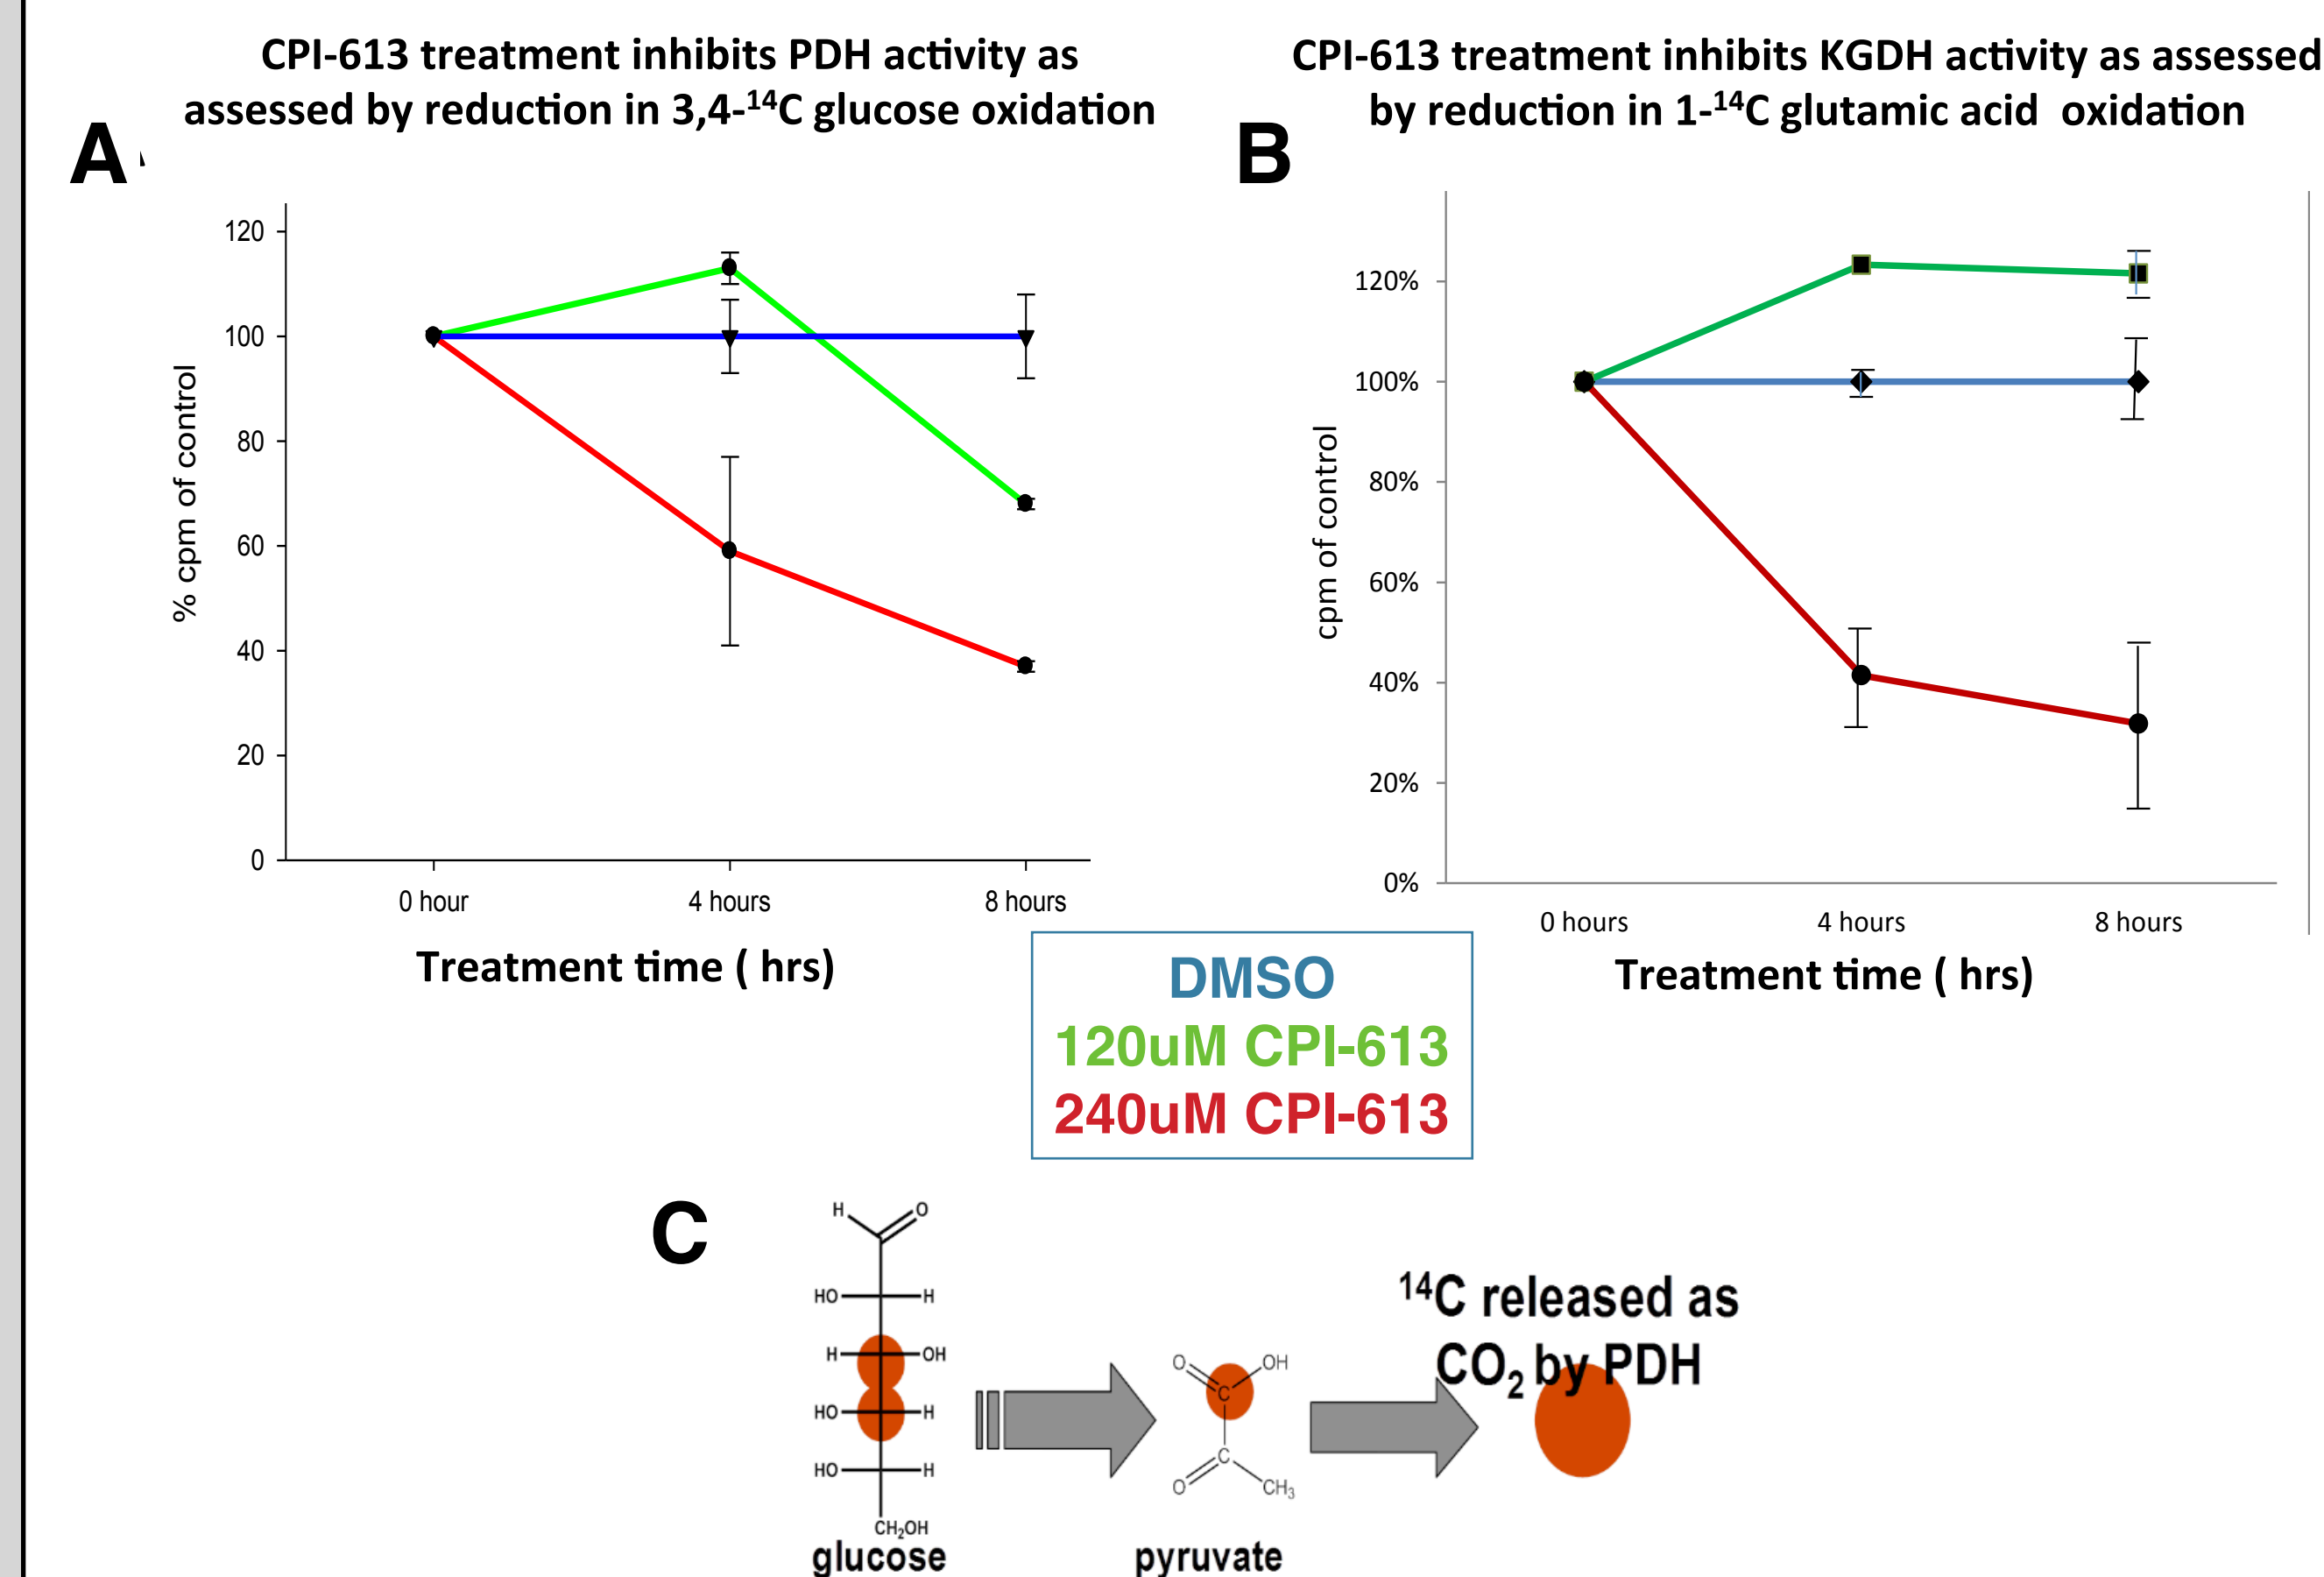 CPI-613 treatment inhibits PDH activity as
assessed by reduction in 3,4-¹⁴C glucose oxidation
A
120
100
80
60
40
20
0
% cpm of control
0 hour 4 hours 8 hours
Treatment time ( hrs)
CPI-613 treatment inhibits KGDH activity as assessed
by reduction in 1-¹⁴C glutamic acid oxidation
B
120%
100%
80%
60%
40%
20%
0%
cpm of control
0 hours 4 hours 8 hours
Treatment time ( hrs)
DMSO
120uM CPI-613
240uM CPI-613
C
H O
HO H
H OH
HO H
HO H
CH₂OH
glucose
O OH
C
C
O CH₃
pyruvate
¹⁴C released as
CO₂ by PDH